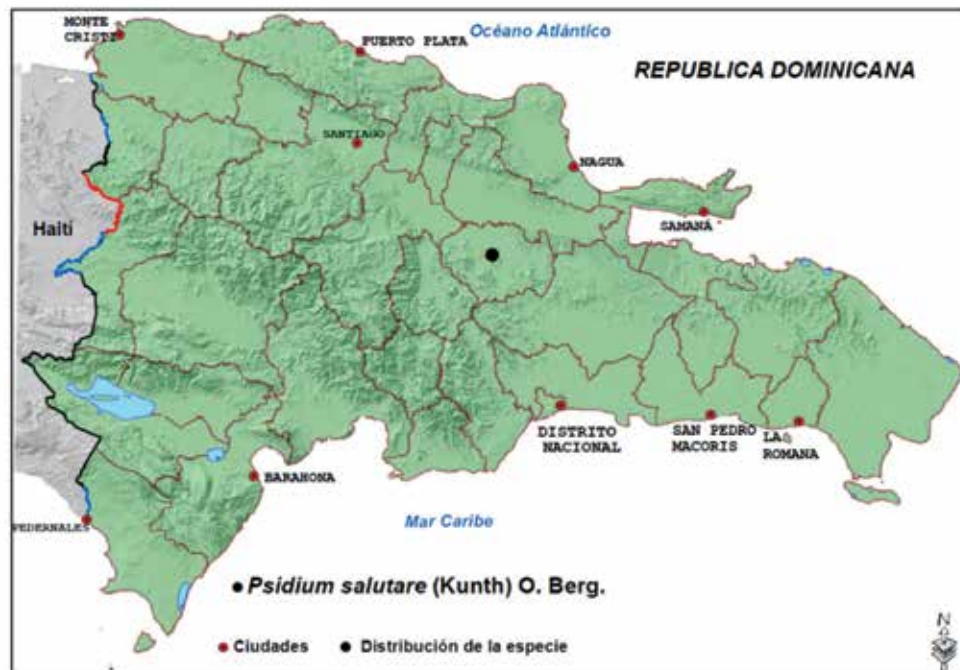 MONTE
CRISTI
PUERTO PLATA
Océano Atlántico
REPUBLICA DOMINICANA
SANTIAGO
NAGUA
SAMANÁ
Haití
DISTRITO
NACIONAL
SAN PEDRO
MACORIS
LA
ROMANA
BARAHONA
PEDERNALES
Mar Caribe
Psidium salutare (Kunth) O. Berg.
Ciudades
Distribución de la especie
N